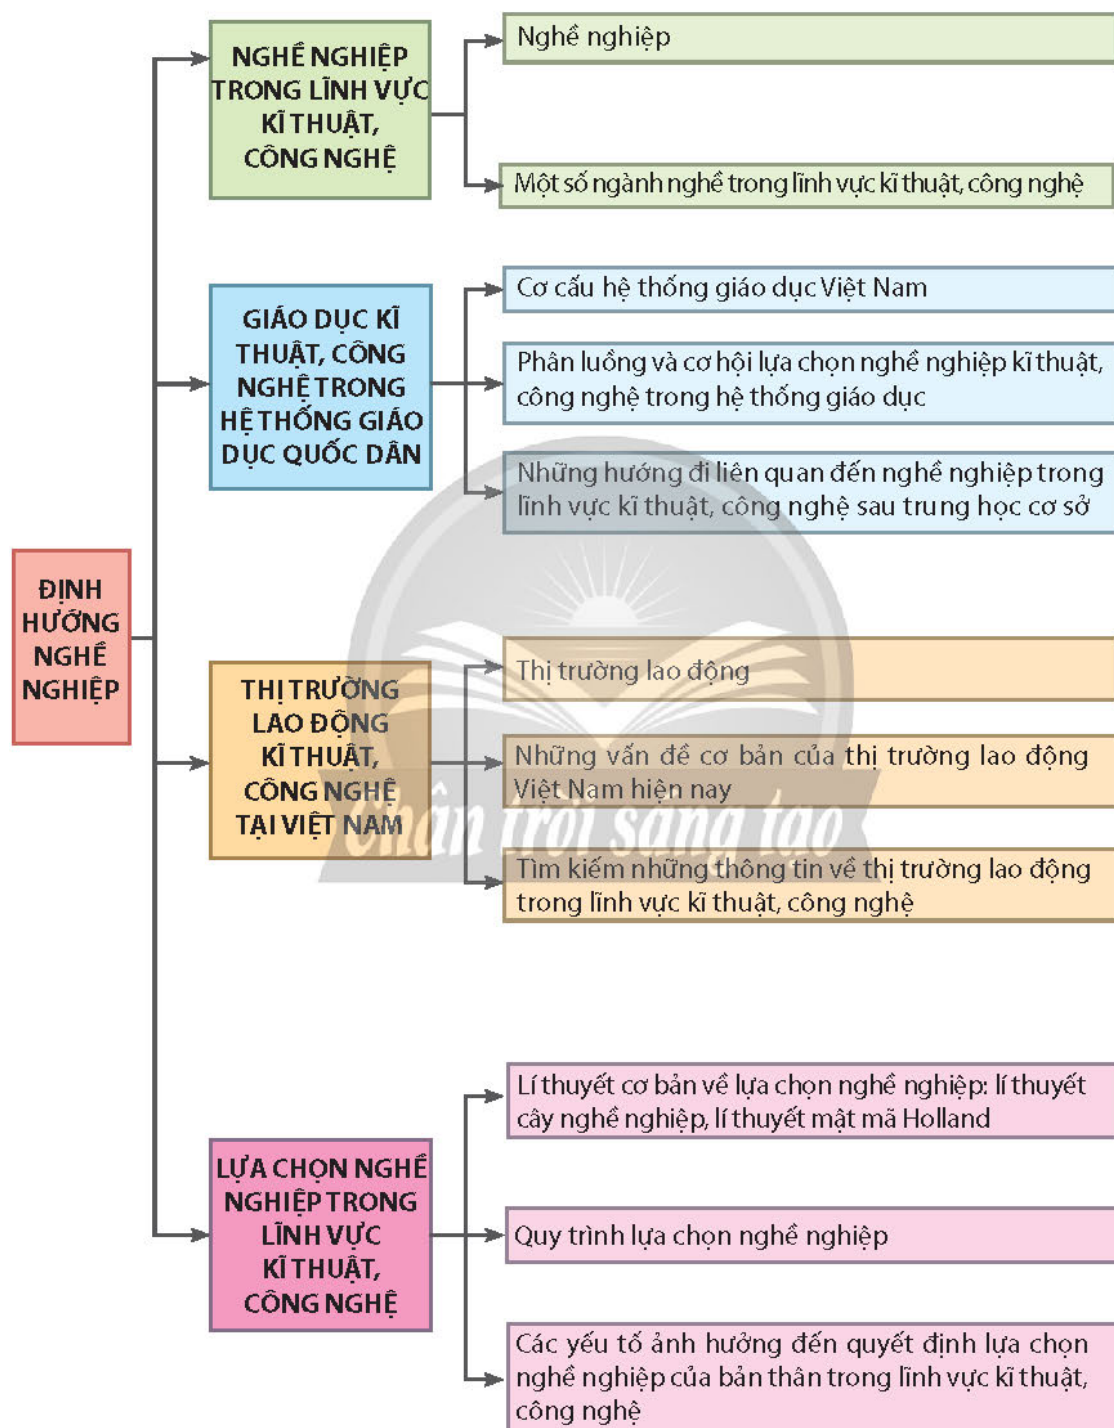 NGHỀ NGHIỆP
TRONG LĨNH VỰC
KĨ THUẬT,
CÔNG NGHỆ
Nghề nghiệp
Một số ngành nghề trong lĩnh vực kĩ thuật, công nghệ
GIÁO DỤC KĨ
THUẬT, CÔNG
NGHỆ TRONG
HỆ THỐNG GIÁO
DỤC QUỐC DÂN
Cơ cấu hệ thống giáo dục Việt Nam
Phân luồng và cơ hội lựa chọn nghề nghiệp kĩ thuật,
công nghệ trong hệ thống giáo dục
Những hướng đi liên quan đến nghề nghiệp trong
lĩnh vực kĩ thuật, công nghệ sau trung học cơ sở
ĐỊNH
HƯỚNG
NGHỀ
NGHIỆP
THỊ TRƯỜNG
LAO ĐỘNG
KĨ THUẬT,
CÔNG NGHỆ
TẠI VIỆT NAM
Thị trường lao động
Những vấn đề cơ bản của thị trường lao động
Việt Nam hiện nay
Chân trời sáng tạo
Tìm kiếm những thông tin về thị trường lao động
trong lĩnh vực kĩ thuật, công nghệ
LỰA CHỌN NGHỀ
NGHIỆP TRONG
LĨNH VỰC
KĨ THUẬT,
CÔNG NGHỆ
Lí thuyết cơ bản về lựa chọn nghề nghiệp: lí thuyết
cây nghề nghiệp, lí thuyết mật mã Holland
Quy trình lựa chọn nghề nghiệp
Các yếu tố ảnh hưởng đến quyết định lựa chọn
nghề nghiệp của bản thân trong lĩnh vực kĩ thuật,
công nghệ